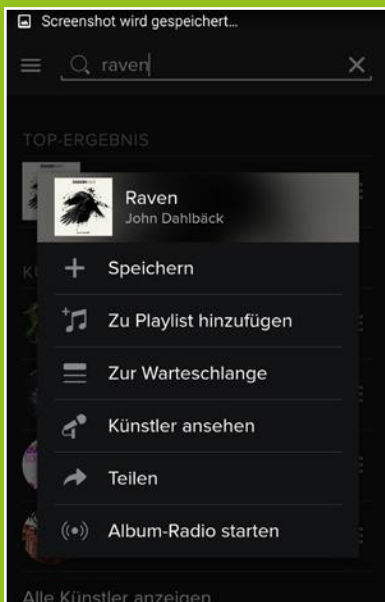 Screenshot wird gespeichert...
raven
TOP-ERGEBNIS
Raven
John Dahlbäck
Speichern
Zu Playlist hinzufügen
Zur Warteschlange
Künstler ansehen
Teilen
Album-Radio starten
Alle Künstler anzeigen